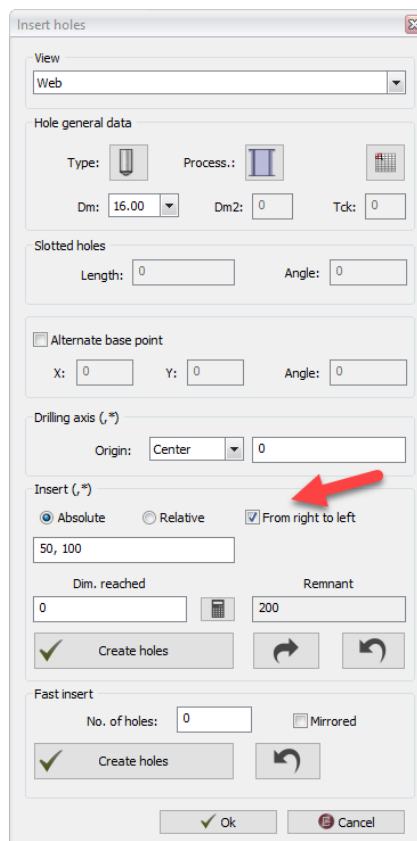 Insert holes
View
Web
Hole general data
Type: Process.:
Dm: 16.00 Dm2: 0 Tck: 0
Slotted holes
Length: 0 Angle: 0
Alternate base point
X: 0 Y: 0 Angle: 0
Drilling axis (,*)
Origin: Center 0
Insert (,*)
Absolute Relative From right to left
50, 100
Dim. reached Remnant
0 200
Create holes
Fast insert
No. of holes: 0 Mirrored
Create holes
Ok Cancel